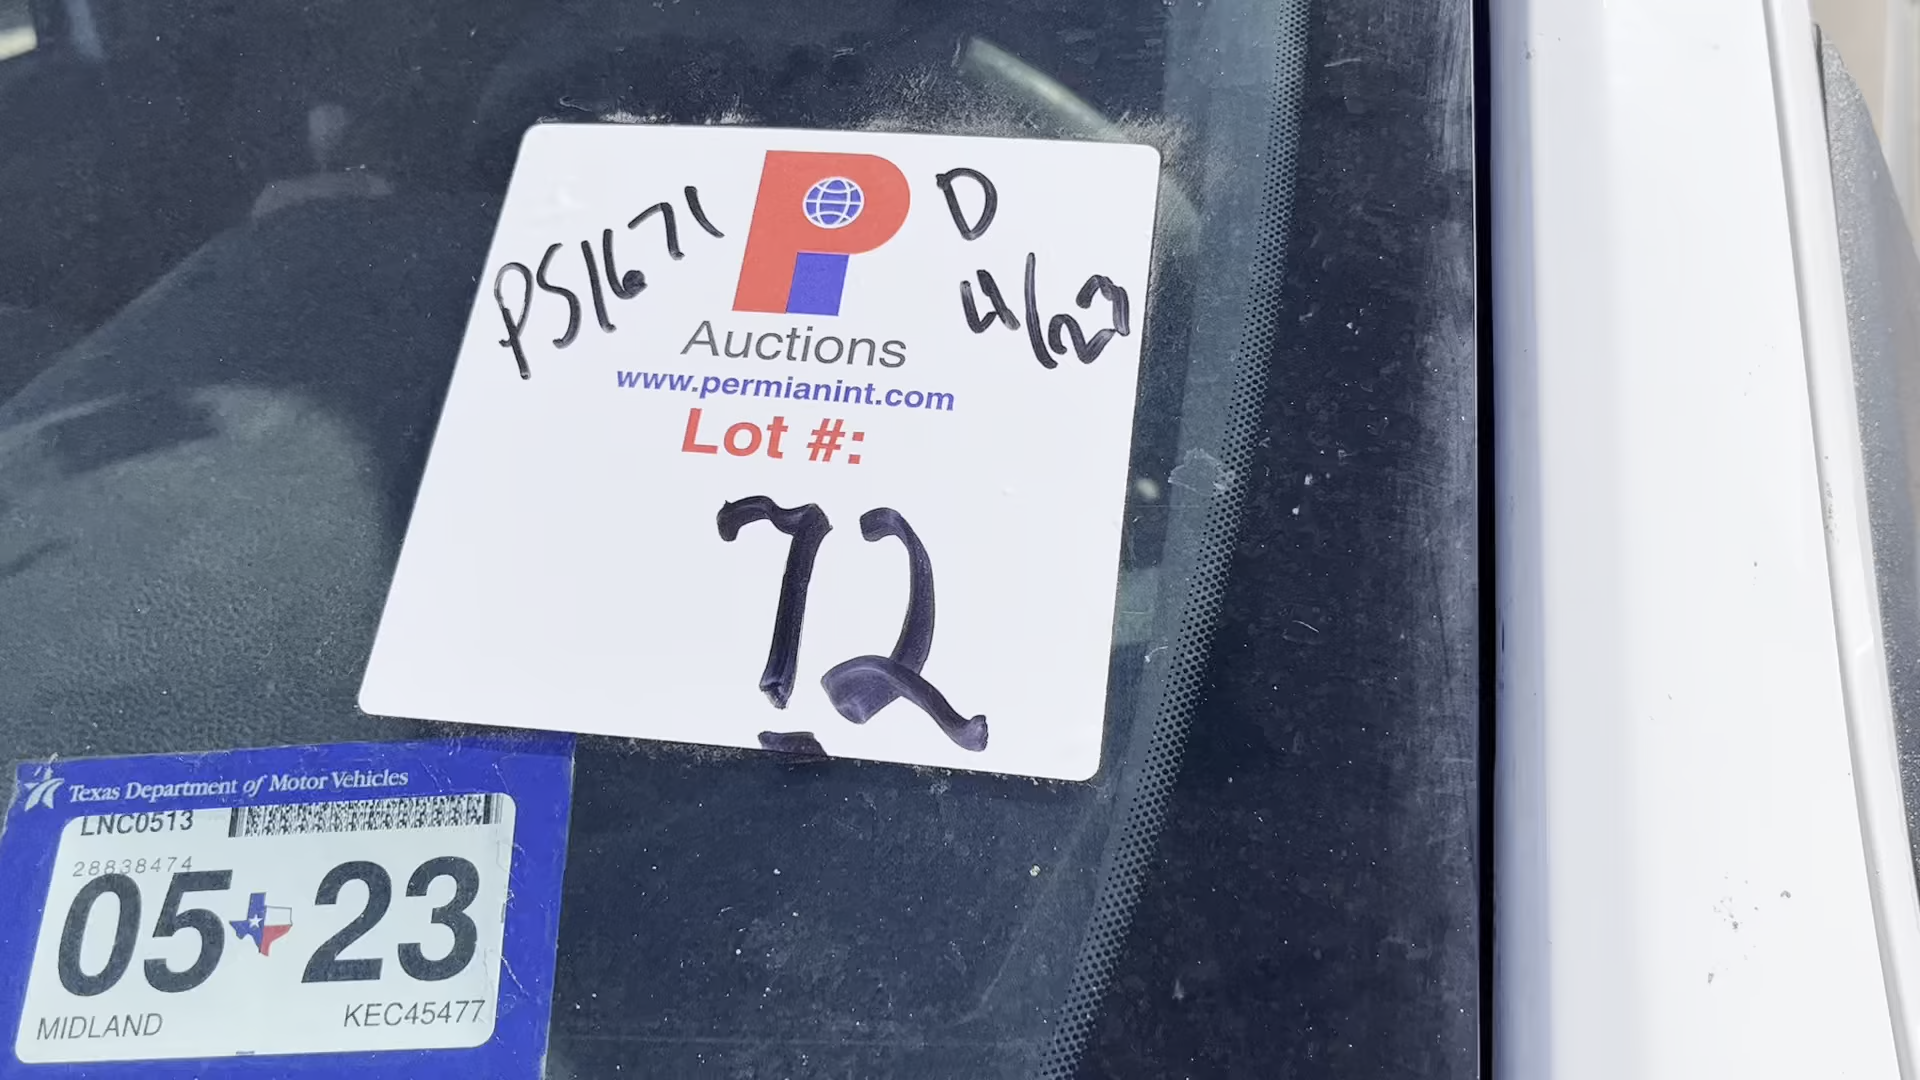 PS1671
D
4/23
Auctions
www.permianint.com
Lot #:
72
Texas Department of Motor Vehicles
LNC0513
28838474
05 23
MIDLAND
KEC45477